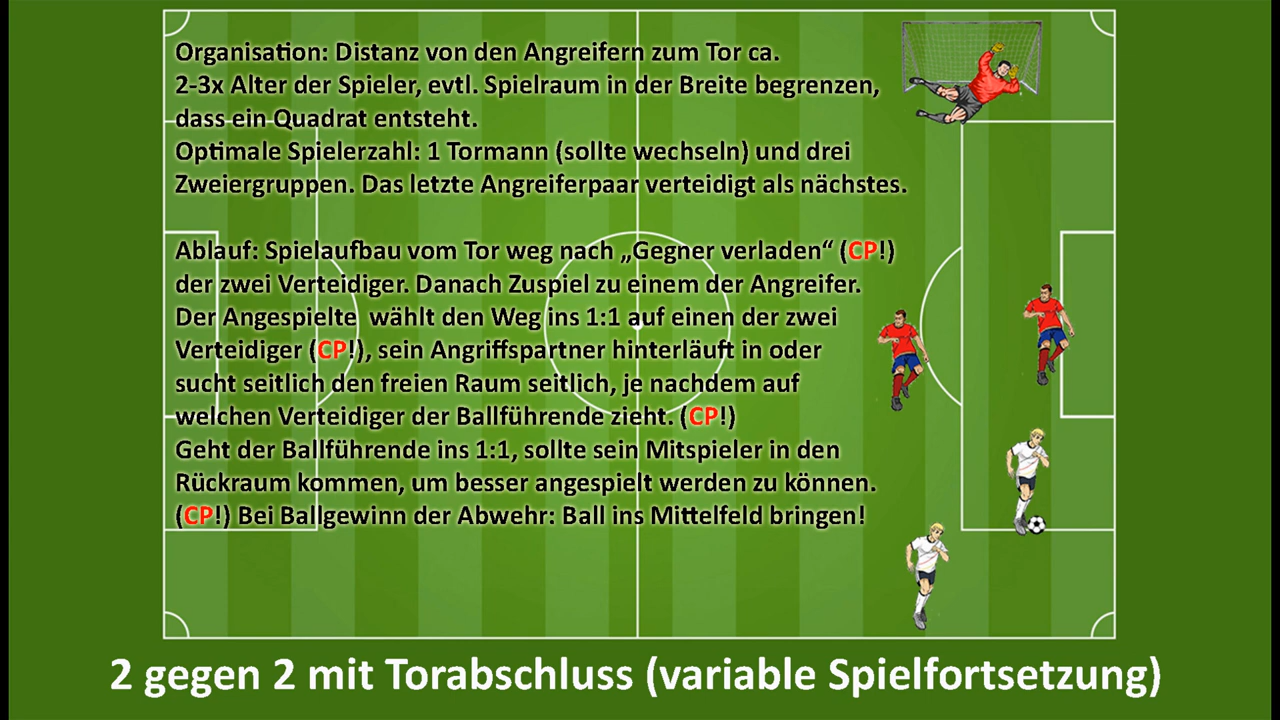 Organisation: Distanz von den Angreifern zum Tor ca.
2-3x Alter der Spieler, evtl. Spielraum in der Breite begrenzen,
dass ein Quadrat entsteht.
Optimale Spielerzahl: 1 Tormann (sollte wechseln) und drei
Zweiergruppen. Das letzte Angreiferpaar verteidigt als nächstes.
Ablauf: Spielaufbau vom Tor weg nach „Gegner verladen“ (CP!)
der zwei Verteidiger. Danach Zuspiel zu einem der Angreifer.
Der Angespielte  wählt den Weg ins 1:1 auf einen der zwei
Verteidiger (CP!), sein Angriffspartner hinterläuft in oder
sucht seitlich den freien Raum seitlich, je nachdem auf
welchen Verteidiger der Ballführende zieht. (CP!)
Geht der Ballführende ins 1:1, sollte sein Mitspieler in den
Rückraum kommen, um besser angespielt werden zu können.
(CP!) Bei Ballgewinn der Abwehr: Ball ins Mittelfeld bringen!
2 gegen 2 mit Torabschluss (variable Spielfortsetzung)